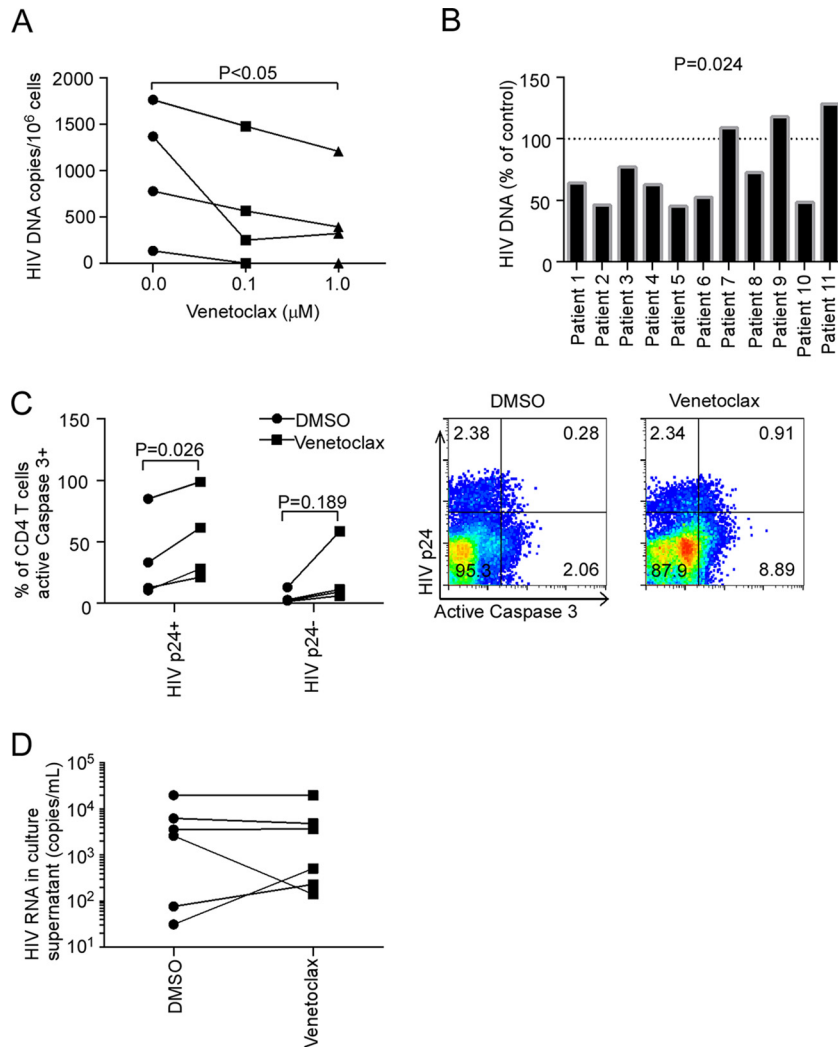 A
P<0.05
HIV DNA copies/10⁶ cells
2000
1500
1000
500
0
0.0
0.1
1.0
Venetoclax (μM)
B
P=0.024
HIV DNA (% of control)
150
100
50
0
Patient 1
Patient 2
Patient 3
Patient 4
Patient 5
Patient 6
Patient 7
Patient 8
Patient 9
Patient 10
Patient 11
C
% of CD4 T cells
active Caspase 3+
150
100
50
0
DMSO
Venetoclax
P=0.026
P=0.189
HIV p24+
HIV p24-
DMSO
2.38
0.28
95.3
2.06
HIV p24
Active Caspase 3
Venetoclax
2.34
0.91
87.9
8.89
D
HIV RNA in culture
supernatant (copies/mL)
10⁵
10⁴
10³
10²
10¹
DMSO
Venetoclax